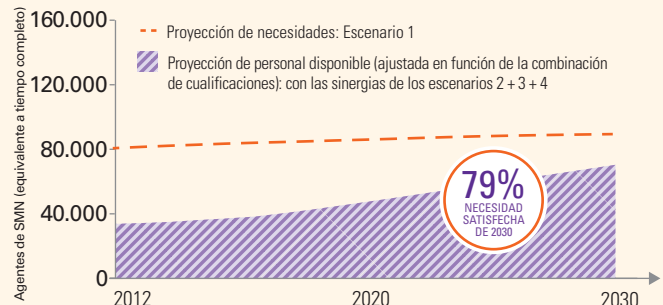 Agentes de SMN (equivalente a tiempo completo)
160.000
120.000
80.000
40.000
0
Proyección de necesidades: Escenario 1
Proyección de personal disponible (ajustada en función de la combinación
de cualificaciones): con las sinergias de los escenarios 2 + 3 + 4
79%
NECESIDAD
SATISFECHA
DE 2030
2012
2020
2030